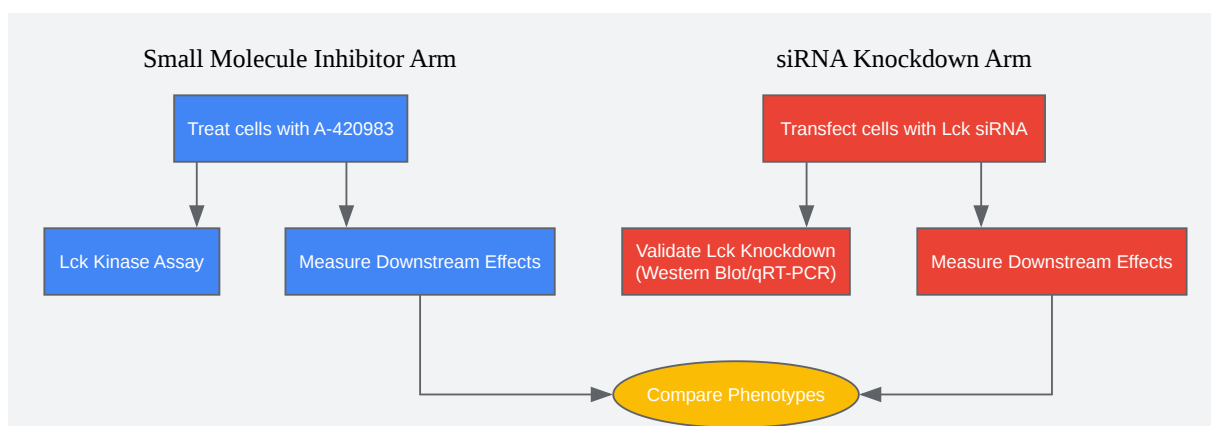 Small Molecule Inhibitor Arm
siRNA Knockdown Arm
Treat cells with A-420983
Transfect cells with Lck siRNA
Lck Kinase Assay
Measure Downstream Effects
Validate Lck Knockdown
(Western Blot/qRT-PCR)
Measure Downstream Effects
Compare Phenotypes